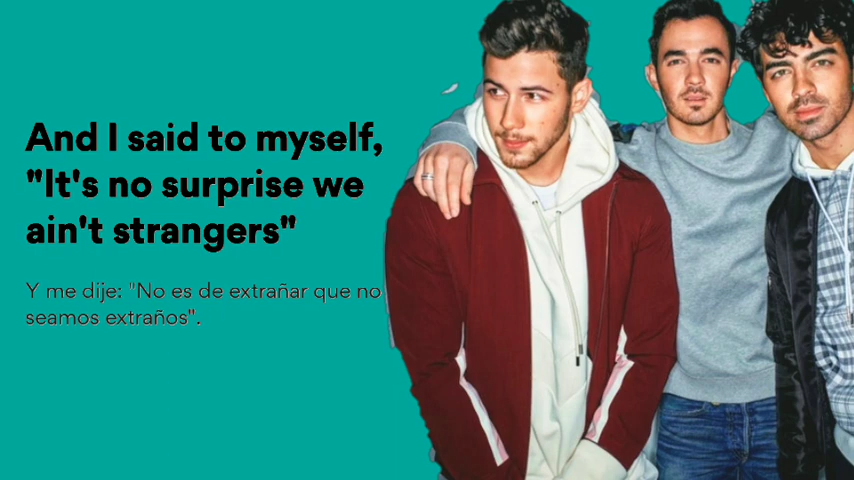 And I said to myself,
"It's no surprise we
ain't strangers"
Y me dije: "No es de extrañar que no
seamos extraños".